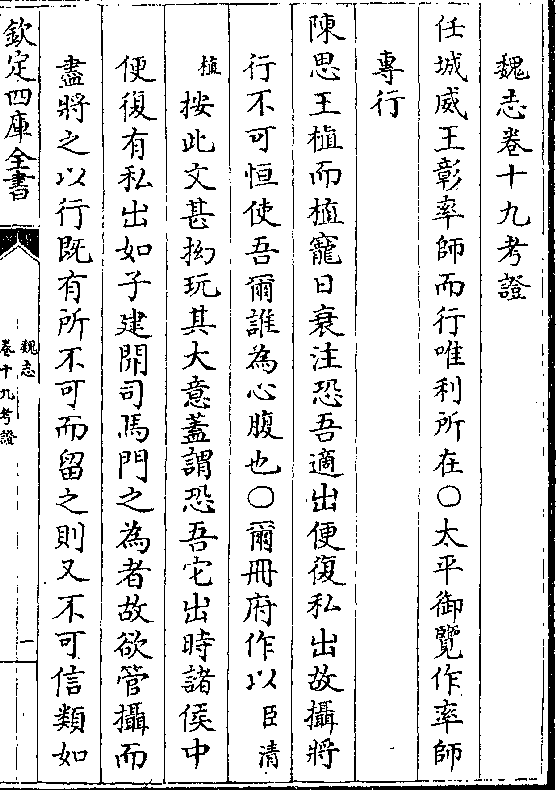 魏志卷十九考證
任城威王彰率師而行唯利所在○太平御覽作率師
專行
陳思王植而植寵日衰注恐吾適出便復私出故攝將
行不可恒使吾爾誰為心腹也○爾冊府作以臣清
植按此文甚拗玩其大意蓋謂恐吾它出時諸侯中
便復有私出如子建開司馬門之為者故欲管攝而
盡將之以行既有所不可而留之則又不可信類如
欽定四庫全書
魏志
卷十九考證
一